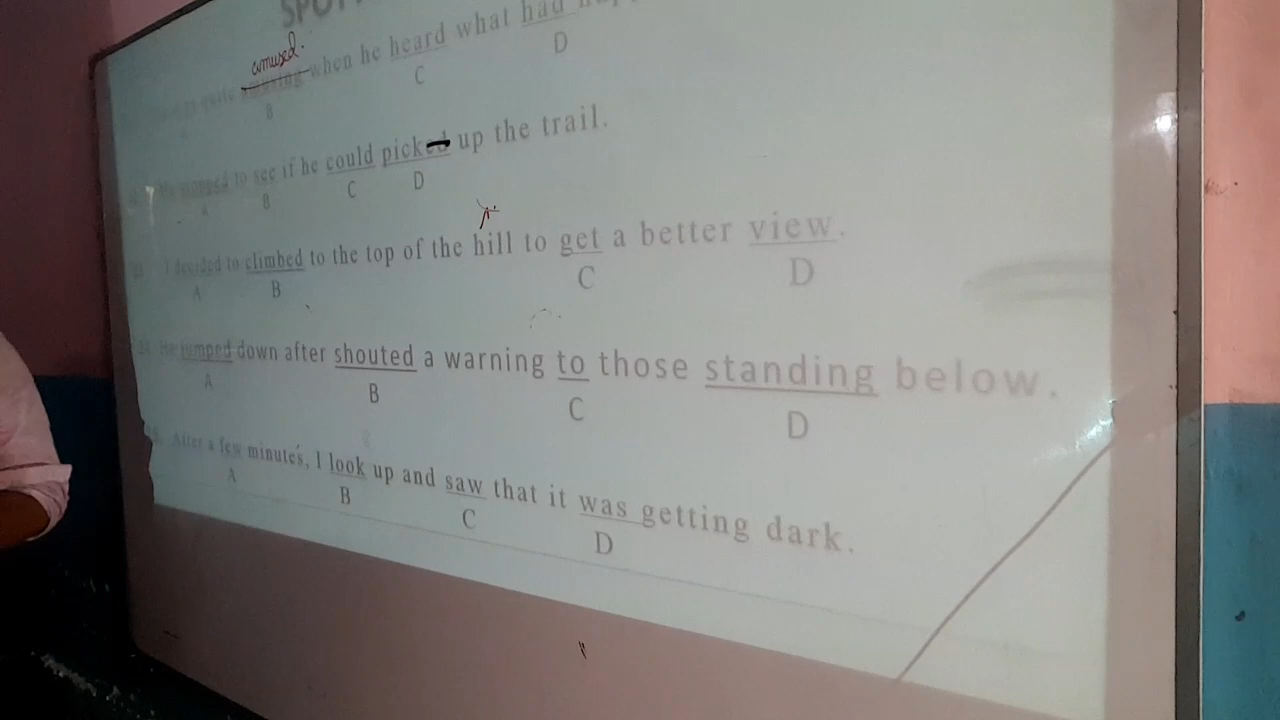 SPOT
amused.
quite amusing when he heard what had
B C D
He stopped to see if he could picked up the trail.
A B C D
I decided to climbed to the top of the hill to get a better view.
A B C D
24. He jumped down after shouted a warning to those standing below.
A B C D
After a few minutes, I look up and saw that it was getting dark.
A B C D